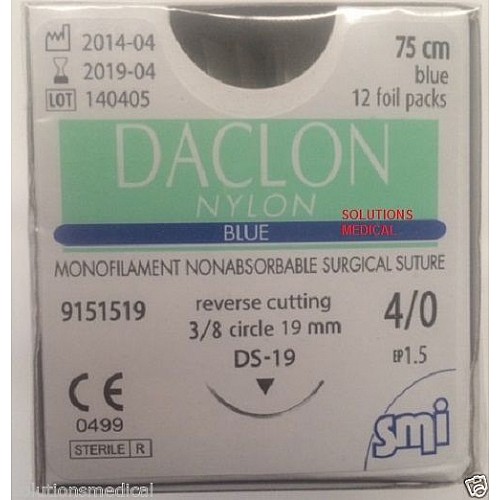 2014-04
2019-04
LOT 140405
75 cm
blue
12 foil packs
DACLON
NYLON
SOLUTIONS
MEDICAL
BLUE
MONOFILAMENT NONABSORBABLE SURGICAL SUTURE
9151519
reverse cutting
3/8 circle 19 mm
DS-19
4/0
EP1.5
CE
0499
STERILE R
smi
lutionsmedical